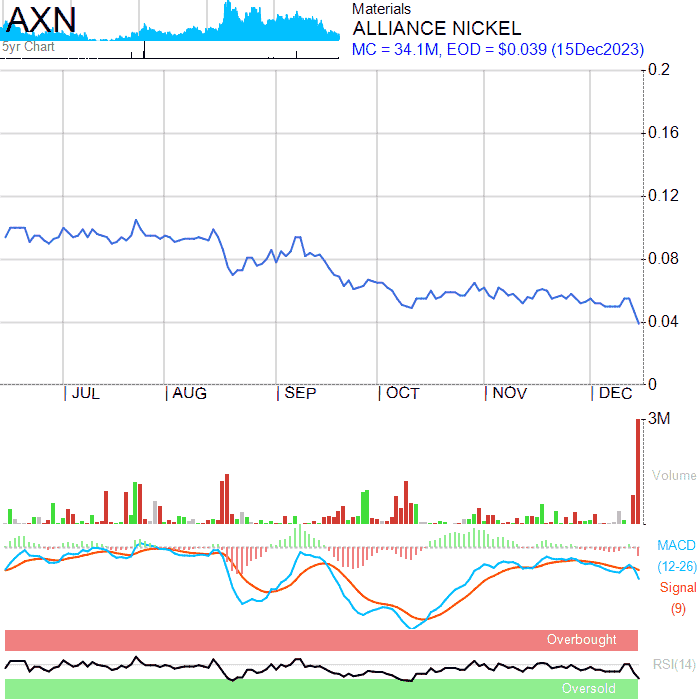 AXN
5yr Chart
Materials
ALLIANCE NICKEL
MC = 34.1M, EOD = $0.039 (15Dec2023)
0.2
0.16
0.12
0.08
0.04
0
JUL AUG SEP OCT NOV DEC
3M
Volume
MACD
(12-26)
Signal
(9)
Overbought
RSI(14)
Oversold